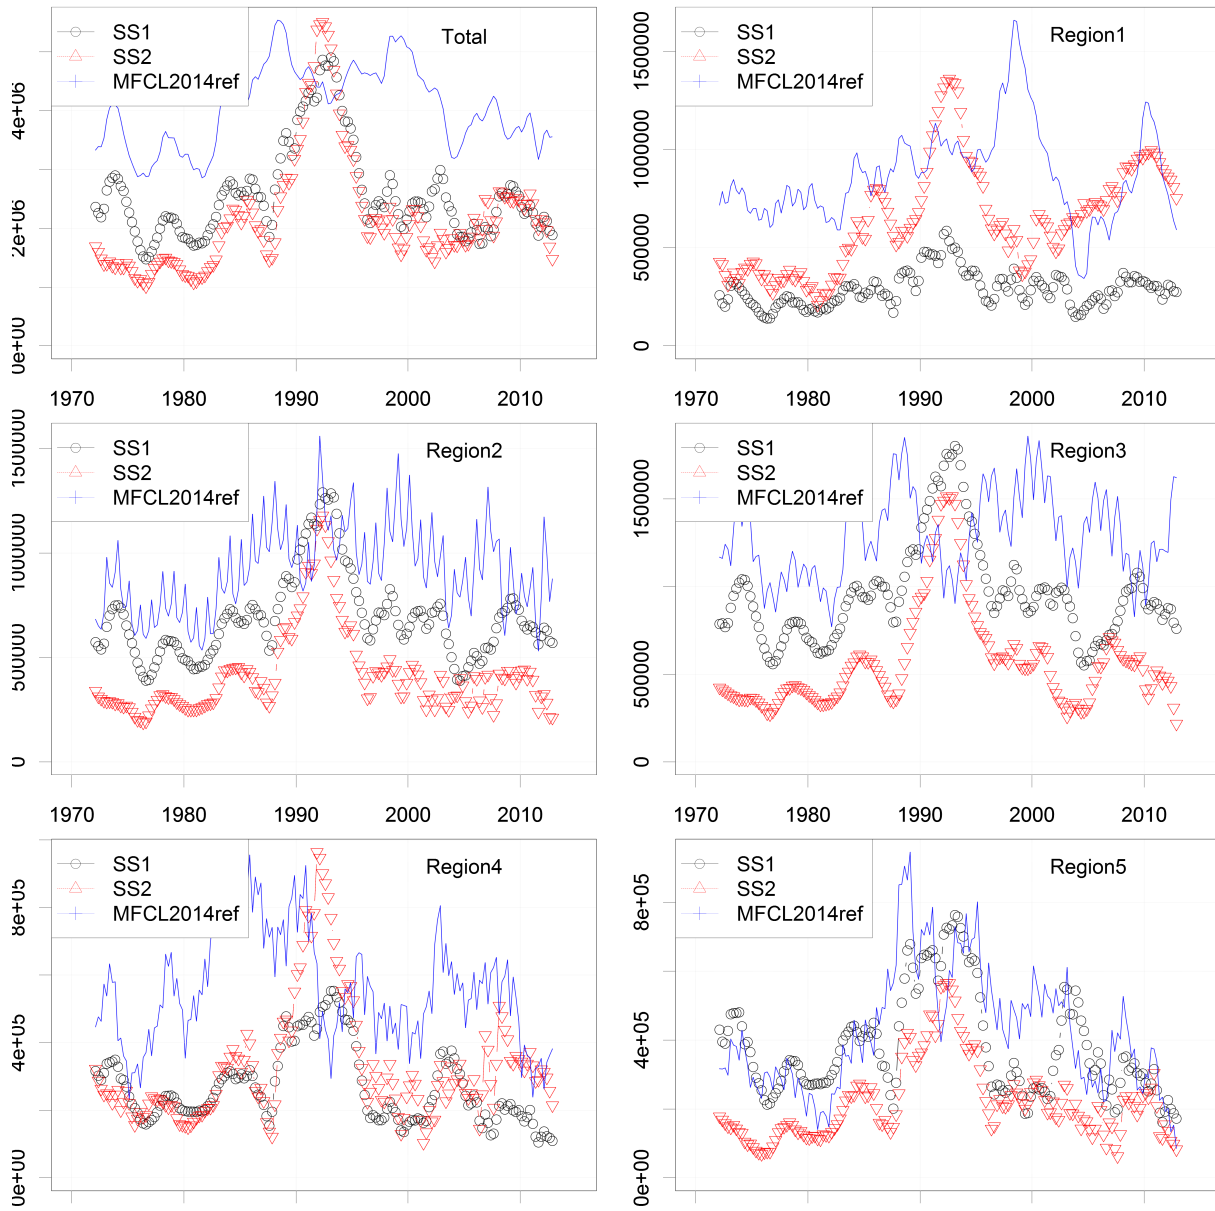 SS1
SS2
MFCL2014ref
Total
0e+00
2e+06
4e+06
1970
1980
1990
2000
2010
SS1
SS2
MFCL2014ref
Region1
0
500000
1000000
1500000
1970
1980
1990
2000
2010
SS1
SS2
MFCL2014ref
Region2
0
500000
1000000
1500000
1970
1980
1990
2000
2010
SS1
SS2
MFCL2014ref
Region3
0
500000
1500000
1970
1980
1990
2000
2010
SS1
SS2
MFCL2014ref
Region4
0e+00
4e+05
8e+05
SS1
SS2
MFCL2014ref
Region5
0e+00
4e+05
8e+05